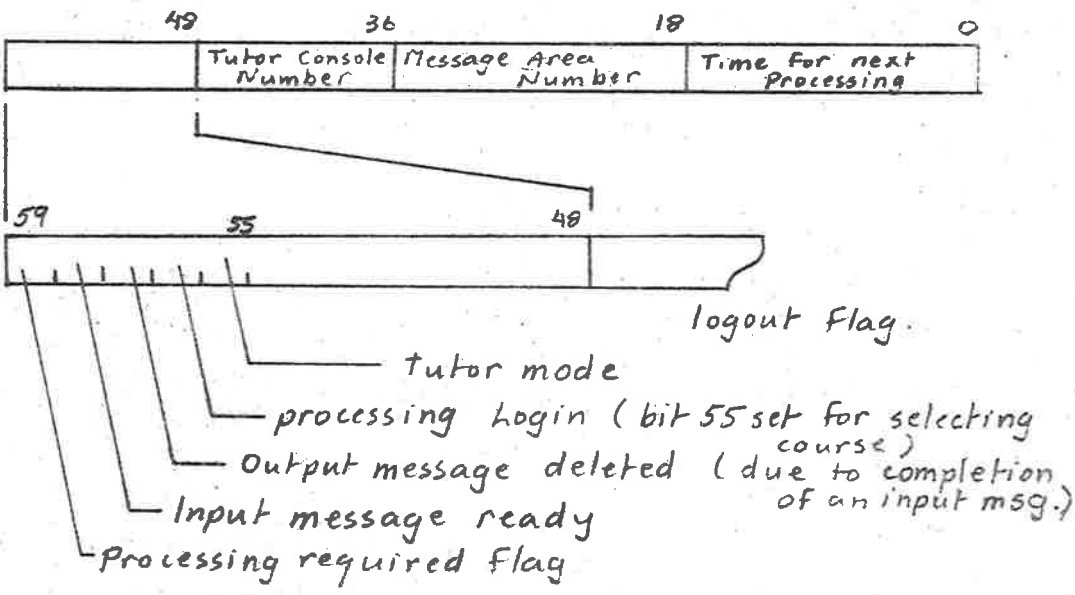 48 36 18 0
Tutor Console Number
Message Area Number
Time for next Processing
59 55 48
logout Flag.
tutor mode
processing Login (bit 55 set for selecting
course)
Output message deleted (due to completion
of an input msg.)
Input message ready
Processing required flag